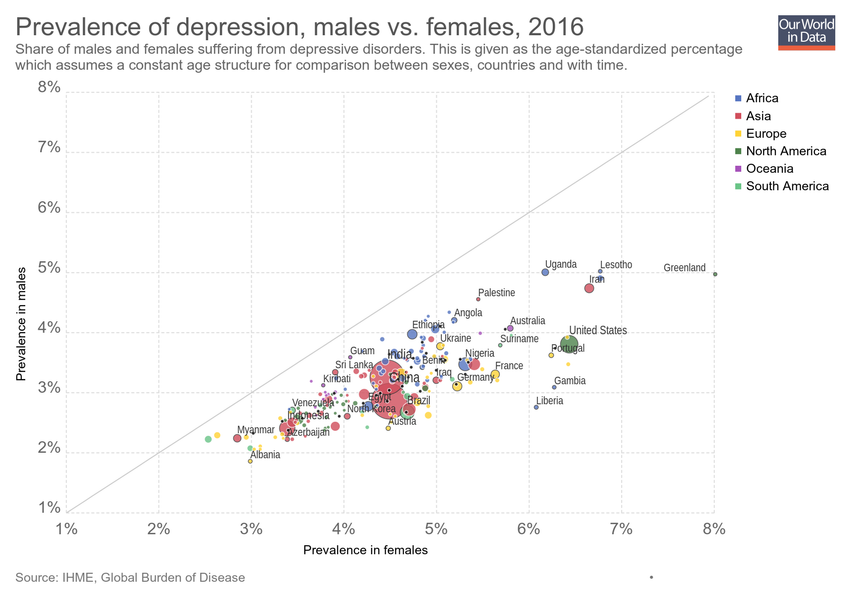 Prevalence of depression, males vs. females, 2016
Our World
in Data
Share of males and females suffering from depressive disorders. This is given as the age-standardized percentage
which assumes a constant age structure for comparison between sexes, countries and with time.
8%
Africa
Asia
Europe
North America
Oceania
South America
7%
6%
5%
4%
3%
2%
1%
Prevalence in males
Uganda
Lesotho
Greenland
Iran
Palestine
Angola
Ethiopia
Australia
United States
Ukraine
Suriname
Portugal
Guam
India
Nigeria
Benin
Sri Lanka
France
Iraq
Kiribati
China
Germany
Gambia
Egypt
Brazil
Liberia
Venezuela
North Korea
Indonesia
Austria
Myanmar
Azerbaijan
Albania
1%
2%
3%
4%
5%
6%
7%
8%
Prevalence in females
Source: IHME, Global Burden of Disease